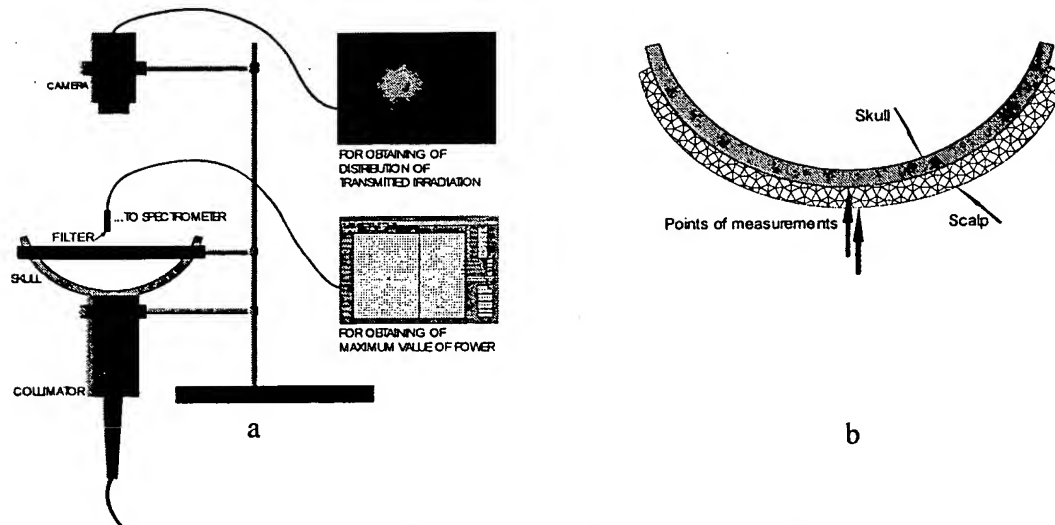 CAMERA
FOR OBTAINING OF
DISTRIBUTION OF
TRANSMITTED IRRADIATION
...TO SPECTROMETER
FILTER
SKULL
FOR OBTAINING OF
MAXIMUM VALUE OF POWER
COLLIMATOR
a
Skull
Points of measurements
Scalp
b